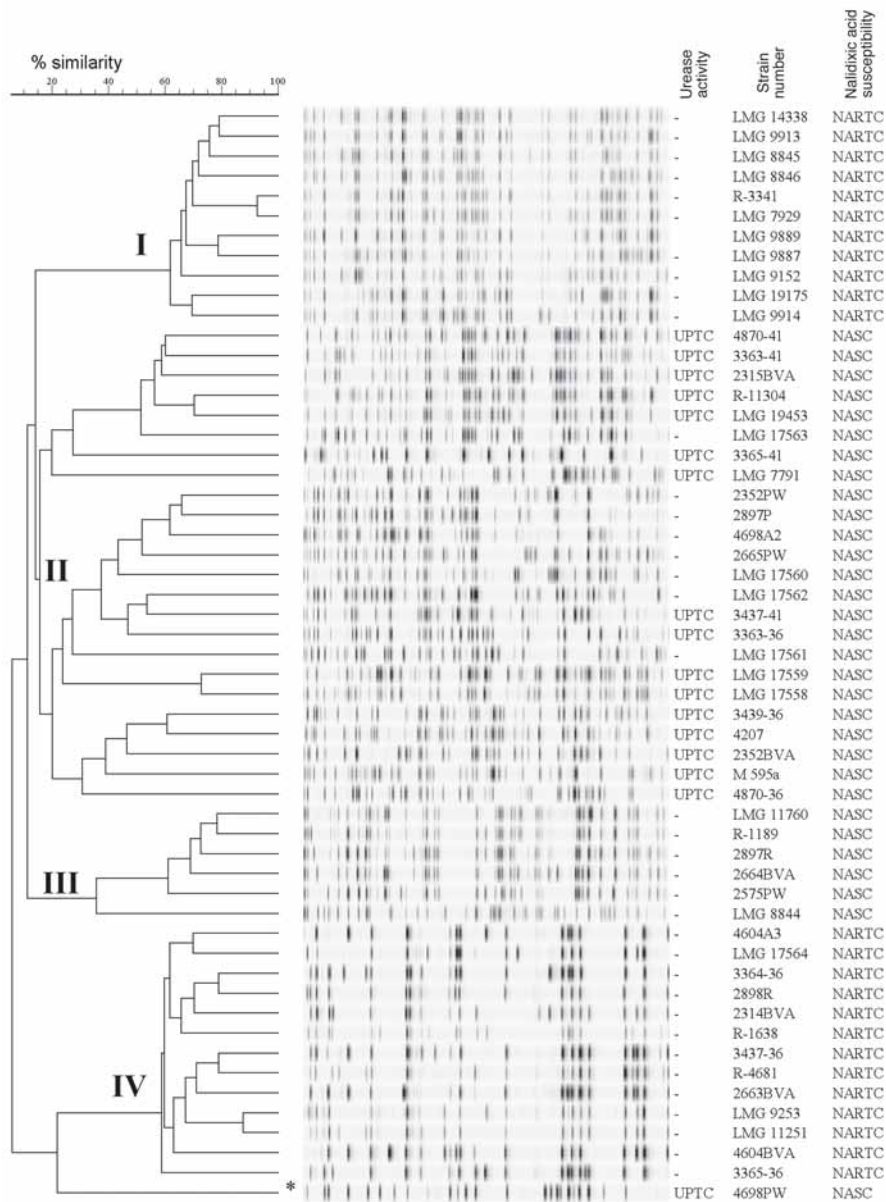 % similarity
20 40 60 80 100
Urease activity
Strain number
Nalidixic acid susceptibility
- LMG 14338 NARTC
- LMG 9913 NARTC
- LMG 8845 NARTC
- LMG 8846 NARTC
- R-3341 NARTC
- LMG 7929 NARTC
I
- LMG 9889 NARTC
- LMG 9887 NARTC
- LMG 9152 NARTC
- LMG 19175 NARTC
- LMG 9914 NARTC
UPTC 4870-41 NASC
UPTC 3363-41 NASC
UPTC 2315BVA NASC
UPTC R-11304 NASC
UPTC LMG 19453 NASC
- LMG 17563 NASC
UPTC 3365-41 NASC
UPTC LMG 7791 NASC
- 2352PW NASC
- 2897P NASC
- 4698A2 NASC
- 2665PW NASC
II
- LMG 17560 NASC
- LMG 17562 NASC
UPTC 3437-41 NASC
UPTC 3363-36 NASC
- LMG 17561 NASC
UPTC LMG 17559 NASC
UPTC LMG 17558 NASC
UPTC 3439-36 NASC
UPTC 4207 NASC
UPTC 2352BVA NASC
UPTC M 595a NASC
UPTC 4870-36 NASC
- LMG 11760 NASC
- R-1189 NASC
- 2897R NASC
III
- 2664BVA NASC
- 2575PW NASC
- LMG 8844 NASC
- 4604A3 NARTC
- LMG 17564 NARTC
- 3364-36 NARTC
- 2898R NARTC
- 2314BVA NARTC
- R-1638 NARTC
- 3437-36 NARTC
- R-4681 NARTC
IV
- 2663BVA NARTC
- LMG 9253 NARTC
- LMG 11251 NARTC
- 4604BVA NARTC
- 3365-36 NARTC
* UPTC 4698PW NASC